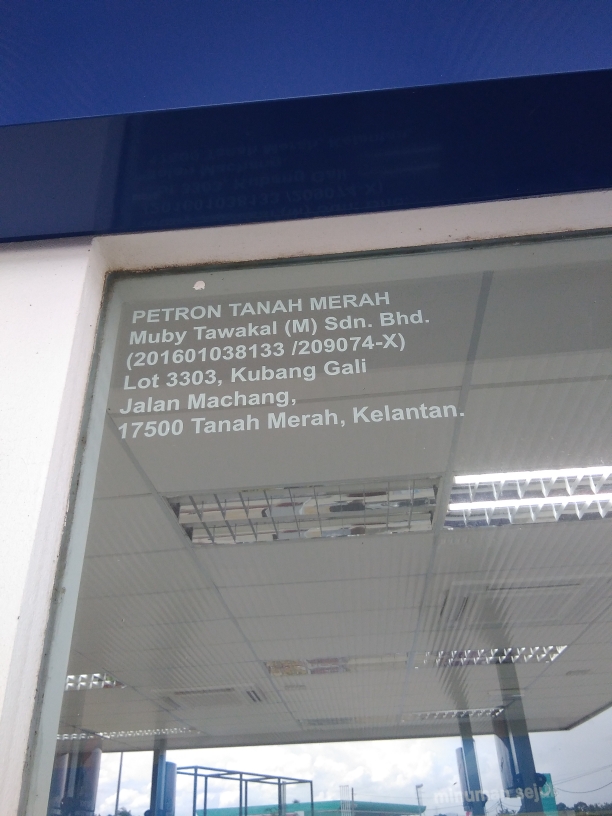 PETRON TANAH MERAH
Muby Tawakal (M) Sdn. Bhd.
(201601038133 /209074-X)
Lot 3303, Kubang Gali
Jalan Machang,
17500 Tanah Merah, Kelantan.
minuman